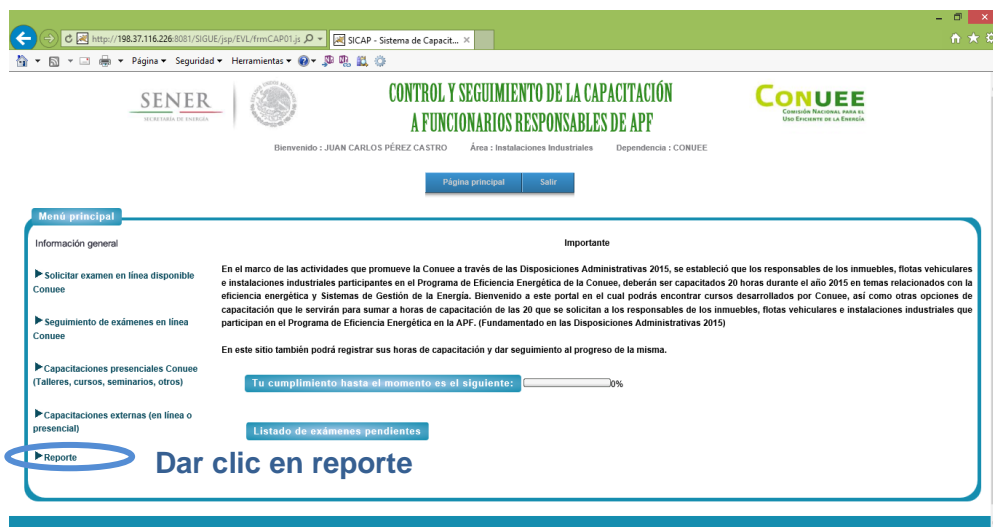 http://198.37.116.226:8081/SIGUE/jsp/EVL/frmCAP01.js
SICAP - Sistema de Capacit...
Página Seguridad Herramientas
SENER
SECRETARÍA DE ENERGÍA
CONTROL Y SEGUIMIENTO DE LA CAPACITACIÓN
A FUNCIONARIOS RESPONSABLES DE APF
CONUEE
Comisión Nacional para el
Uso Eficiente de la Energía
Bienvenido : JUAN CARLOS PÉREZ CASTRO Área : Instalaciones Industriales Dependencia : CONUEE
Página principal Salir
Menú principal
Información general
Solicitar examen en línea disponible
Conuee
Seguimiento de exámenes en línea
Conuee
Capacitaciones presenciales Conuee
(Talleres, cursos, seminarios, otros)
Capacitaciones externas (en línea o
presencial)
Reporte
Importante
En el marco de las actividades que promueve la Conuee a través de las Disposiciones Administrativas 2015, se estableció que los responsables de los inmuebles, flotas vehiculares
e instalaciones industriales participantes en el Programa de Eficiencia Energética de la Conuee, deberán ser capacitados 20 horas durante el año 2015 en temas relacionados con la
eficiencia energética y Sistemas de Gestión de la Energía. Bienvenido a este portal en el cual podrás encontrar cursos desarrollados por Conuee, así como otras opciones de
capacitación que le servirán para sumar a horas de capacitación de las 20 que se solicitan a los responsables de los inmuebles, flotas vehiculares e instalaciones industriales que
participan en el Programa de Eficiencia Energética en la APF. (Fundamentado en las Disposiciones Administrativas 2015)
En este sitio también podrá registrar sus horas de capacitación y dar seguimiento al progreso de la misma.
Tu cumplimiento hasta el momento es el siguiente: 0%
Listado de exámenes pendientes
Dar clic en reporte